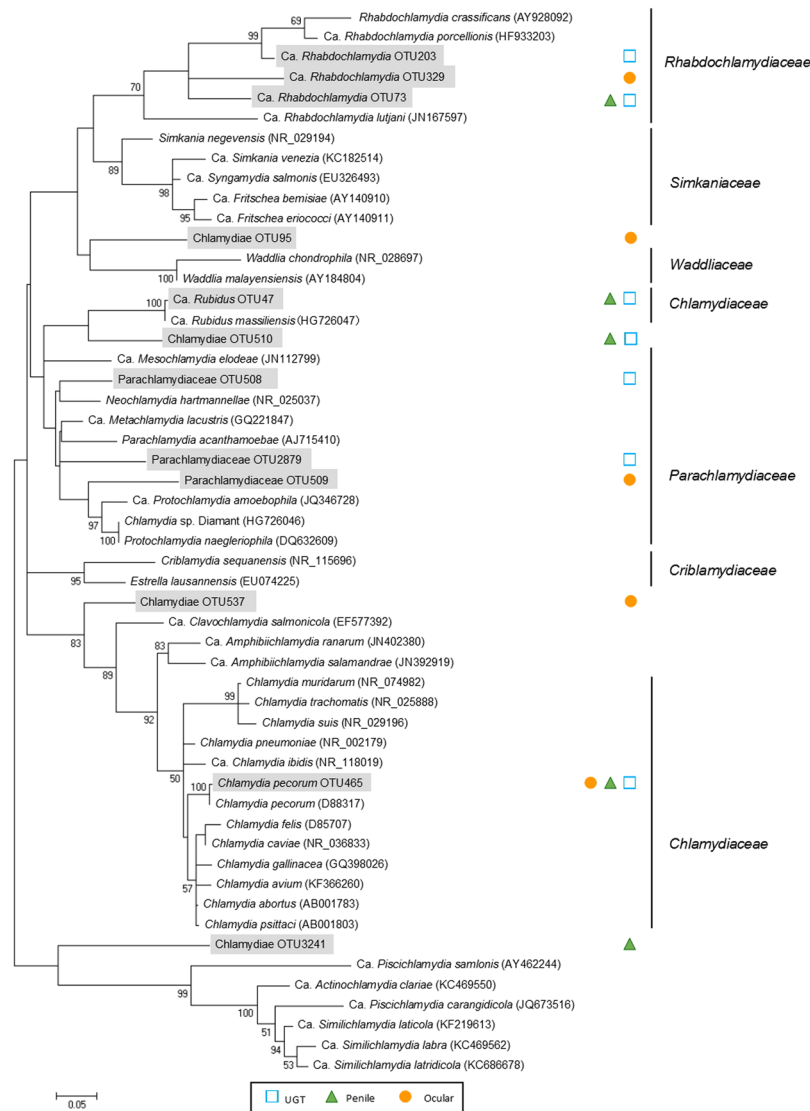 69
Rhabdochlamydia crassificans (AY928092)
99
Ca. Rhabdochlamydia porcellionis (HF933203)
Ca. Rhabdochlamydia OTU203
Rhabdochlamydiaceae
Ca. Rhabdochlamydia OTU329
70
Ca. Rhabdochlamydia OTU73
Ca. Rhabdochlamydia lutjani (JN167597)
Simkania negevensis (NR_029194)
89
Ca. Simkania venezia (KC182514)
Ca. Syngamydia salmonis (EU326493)
Simkaniaceae
98
Ca. Fritschea bemisiae (AY140910)
95
Ca. Fritschea eriococci (AY140911)
Chlamydiae OTU95
Waddlia chondrophila (NR_028697)
Waddliaceae
100
Waddlia malayensiensis (AY184804)
100
Ca. Rubidus OTU47
Chlamydiaceae
Ca. Rubidus massiliensis(HG726047)
Chlamydiae OTU510
Ca. Mesochlamydia elodeae (JN112799)
Parachlamydiaceae OTU508
Neochlamydia hartmannellae (NR_025037)
Ca. Metachlamydia lacustris (GQ221847)
Parachlamydia acanthamoebae (AJ715410)
Parachlamydiaceae OTU2879
Parachlamydiaceae
Parachlamydiaceae OTU509
Ca. Protochlamydia amoebophila (JQ346728)
97
Chlamydia sp. Diamant (HG726046)
100
Protochlamydia naegleriophila (DQ632609)
Criblamydia sequanensis (NR_115696)
Criblamydiaceae
95
Estrella lausannensis (EU074225)
Chlamydiae OTU537
83
Ca. Clavochlamydia salmonicola (EF577392)
83
Ca. Amphibiichlamydia ranarum (JN402380)
89
Ca. Amphibiichlamydia salamandrae (JN392919)
Chlamydia muridarum (NR_074982)
99
Chlamydia trachomatis (NR_025888)
92
Chlamydia suis (NR_029196)
Chlamydia pneumoniae (NR_002179)
Ca. Chlamydia ibidis (NR_118019)
50
100
Chlamydia pecorum OTU465
Chlamydia pecorum (D88317)
Chlamydia felis (D85707)
Chlamydia caviae (NR_036833)
Chlamydiaceae
Chlamydia gallinacea (GQ398026)
57
Chlamydia avium (KF366260)
Chlamydia abortus (AB001783)
Chlamydia psittaci (AB001803)
Chlamydiae OTU3241
Ca. Piscichlamydia samlonis (AY462244)
99
Ca. Actinochlamydia clariae (KC469550)
100
Ca. Piscichlamydia carangidicola (JQ673516)
51
Ca. Similichlamydia laticola (KF219613)
94
Ca. Similichlamydia labra (KC469562)
53
Ca. Similichlamydia latridicola (KC686678)
0.05
UGT Penile Ocular